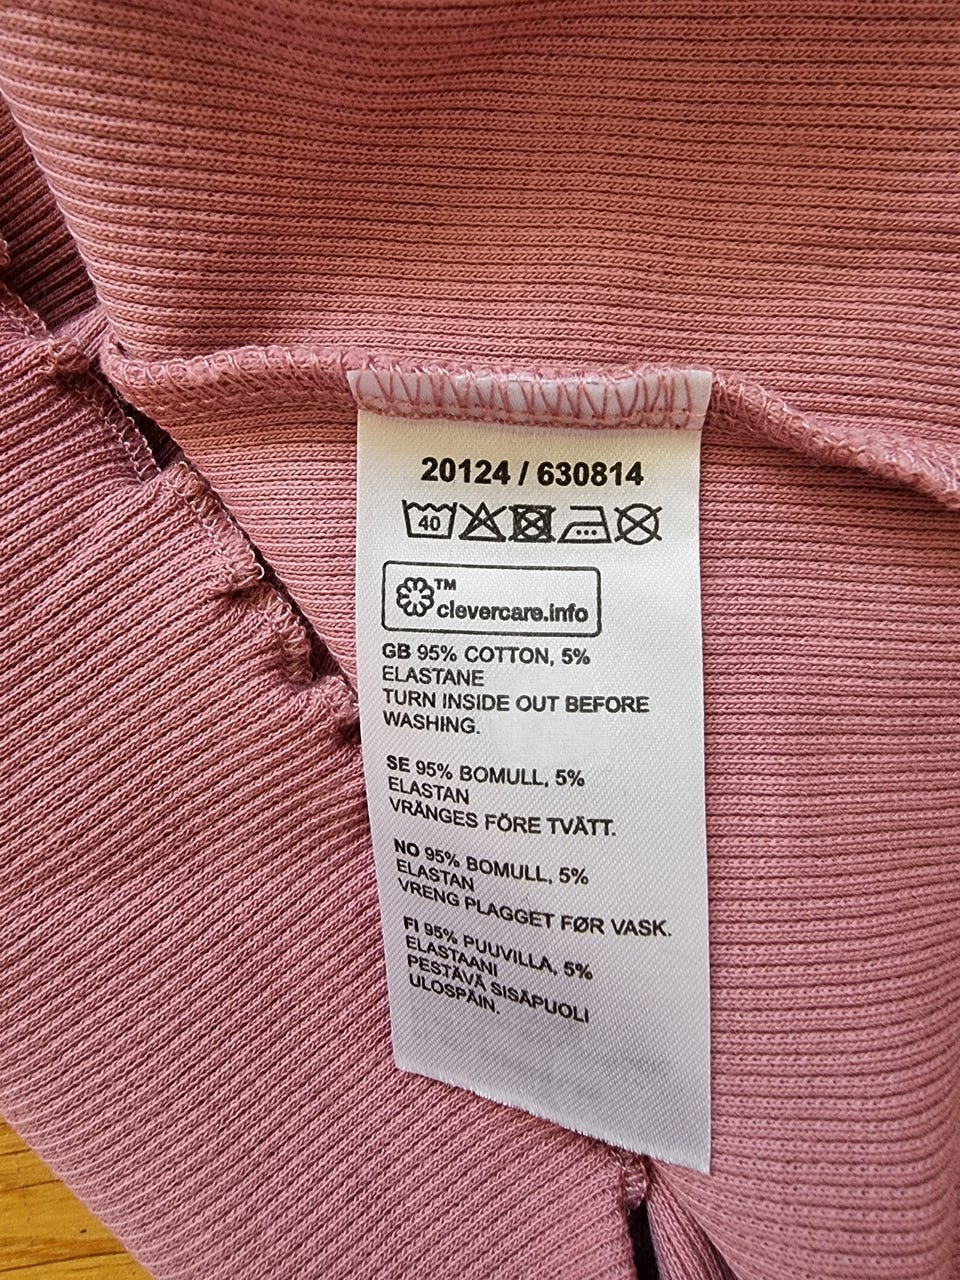 20124 / 630814
40
TM
clevercare.info
GB 95% COTTON, 5%
ELASTANE
TURN INSIDE OUT BEFORE
WASHING.
SE 95% BOMULL, 5%
ELASTAN
VRÄNGES FÖRE TVÄTT.
NO 95% BOMULL, 5%
ELASTAN
VRENG PLAGGET FØR VASK.
FI 95% PUUVILLA, 5%
ELASTAANI
PESTÄVÄ SISÄPUOLI
ULOSPÄIN.